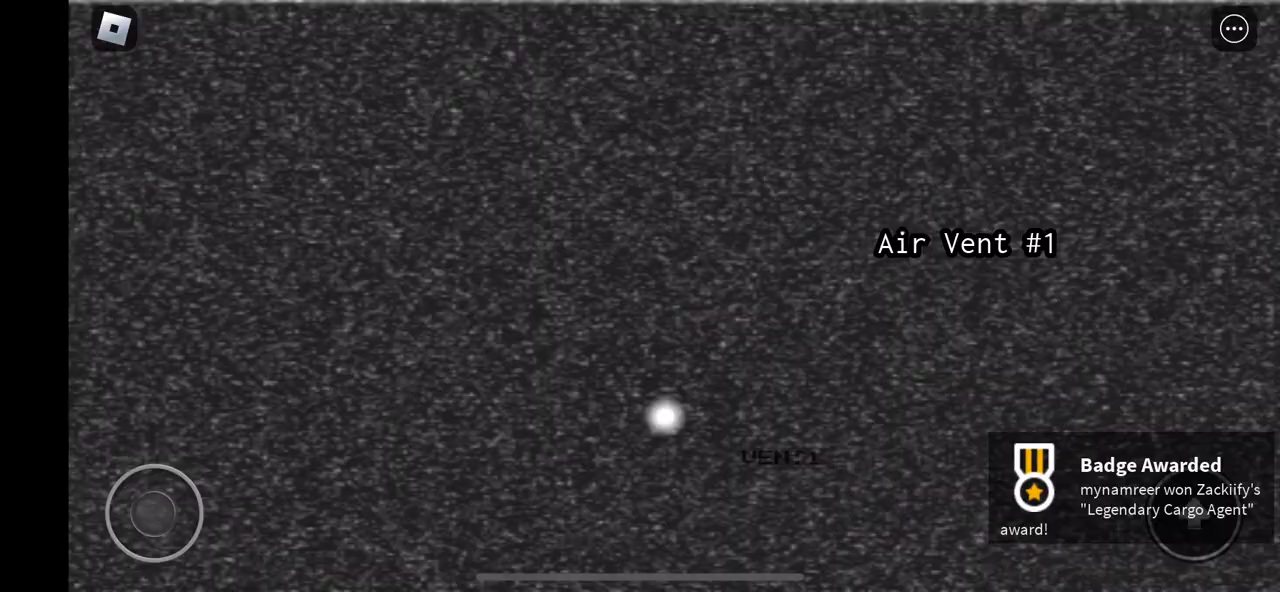 Air Vent #1
Badge Awarded
mynamreer won Zackiify's
"Legendary Cargo Agent"
award!